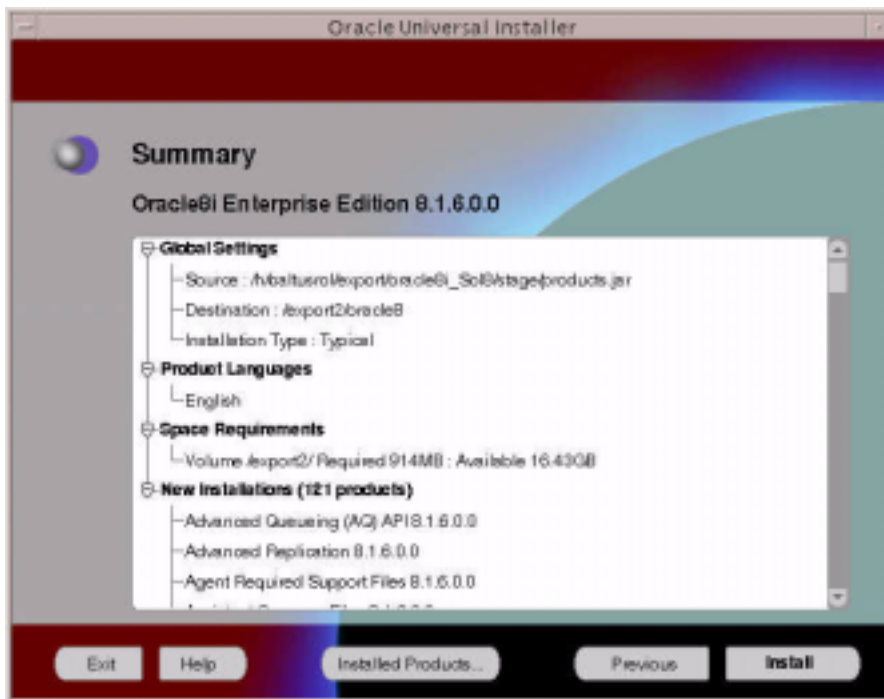 Oracle Universal Installer
Summary
Oracle8i Enterprise Edition 8.1.6.0.0
Global Settings
Source : /h/baltusrol/export/oracle8i_Sol8/stage/products.jar
Destination : /export2/oracle8
Installation Type : Typical
Product Languages
English
Space Requirements
Volume /export2/ Required 914MB : Available 16.43GB
New Installations (121 products)
Advanced Queueing (AQ) API 8.1.6.0.0
Advanced Replication 8.1.6.0.0
Agent Required Support Files 8.1.6.0.0
Exit Help Installed Products... Previous Install